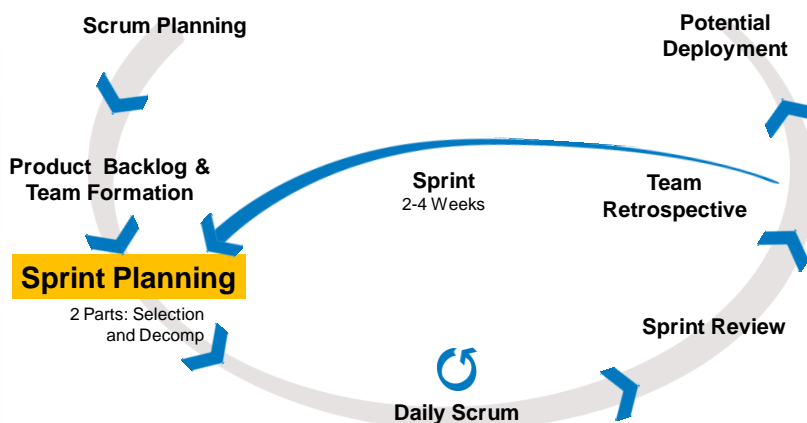 Scrum Planning
Potential
Deployment
Product Backlog &
Team Formation
Sprint
2-4 Weeks
Team
Retrospective
Sprint Planning
2 Parts: Selection
and Decomp
Sprint Review
Daily Scrum